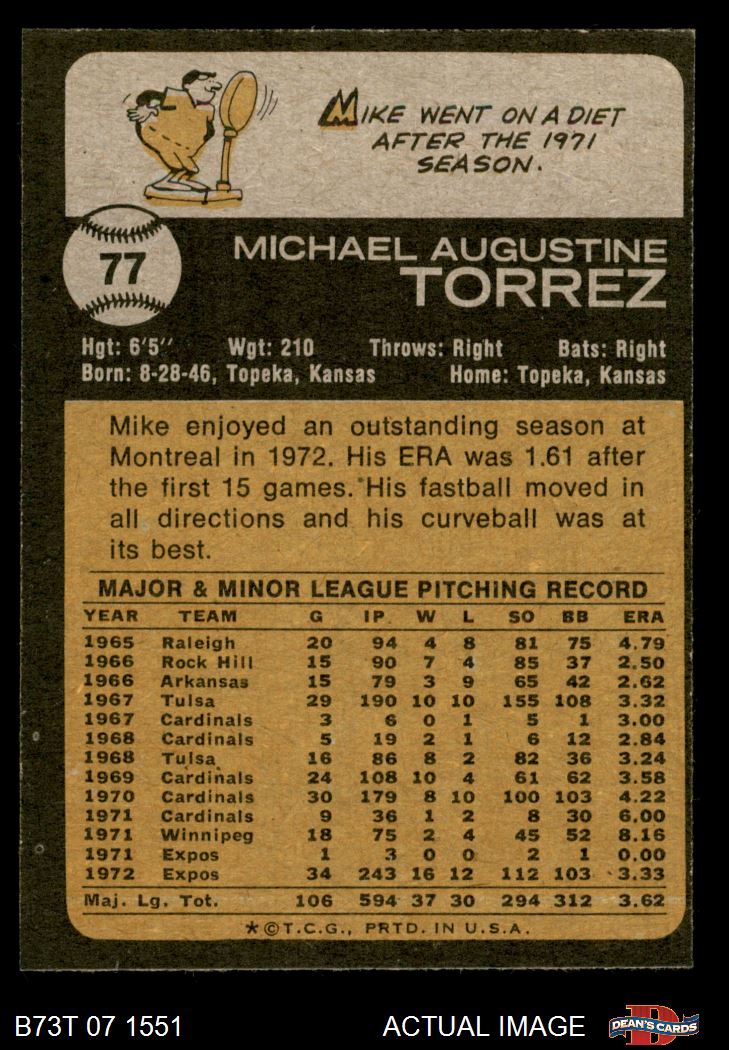 MIKE WENT ON A DIET
AFTER THE 1971
SEASON.
77
MICHAEL AUGUSTINE
TORREZ
Hgt: 6'5" Wgt: 210 Throws: Right Bats: Right
Born: 8-28-46, Topeka, Kansas Home: Topeka, Kansas
Mike enjoyed an outstanding season at
Montreal in 1972. His ERA was 1.61 after
the first 15 games. His fastball moved in
all directions and his curveball was at
its best.
MAJOR & MINOR LEAGUE PITCHING RECORD
YEAR TEAM G IP W L SO BB ERA
1965 Raleigh 20 94 4 8 81 75 4.79
1966 Rock Hill 15 90 7 4 85 37 2.50
1966 Arkansas 15 79 3 9 65 42 2.62
1967 Tulsa 29 190 10 10 155 108 3.32
1967 Cardinals 3 6 0 1 5 1 3.00
1968 Cardinals 5 19 2 1 6 12 2.84
1968 Tulsa 16 86 8 2 82 36 3.24
1969 Cardinals 24 108 10 4 61 62 3.58
1970 Cardinals 30 179 8 10 100 103 4.22
1971 Cardinals 9 36 1 2 8 30 6.00
1971 Winnipeg 18 75 2 4 45 52 8.16
1971 Expos 1 3 0 0 2 1 0.00
1972 Expos 34 243 16 12 112 103 3.33
Maj. Lg. Tot. 106 594 37 30 294 312 3.62
*©T.C.G., PRTD. IN U.S.A.
B73T 07 1551 ACTUAL IMAGE DEAN'S CARDS